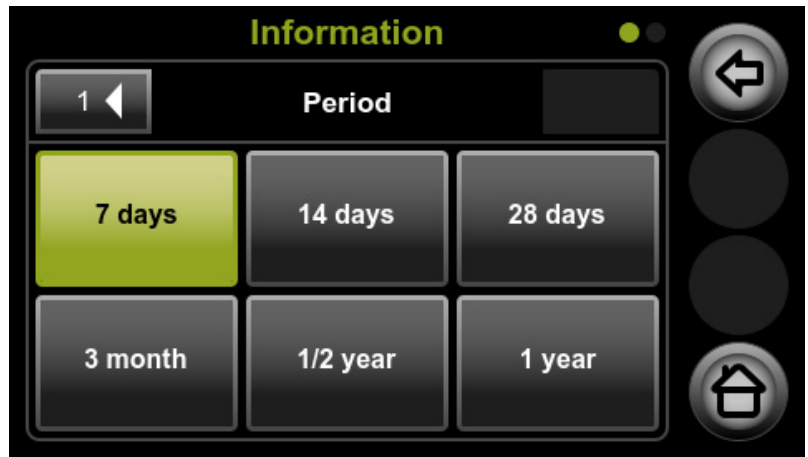 Information
1 Period
7 days 14 days 28 days
3 month 1/2 year 1 year